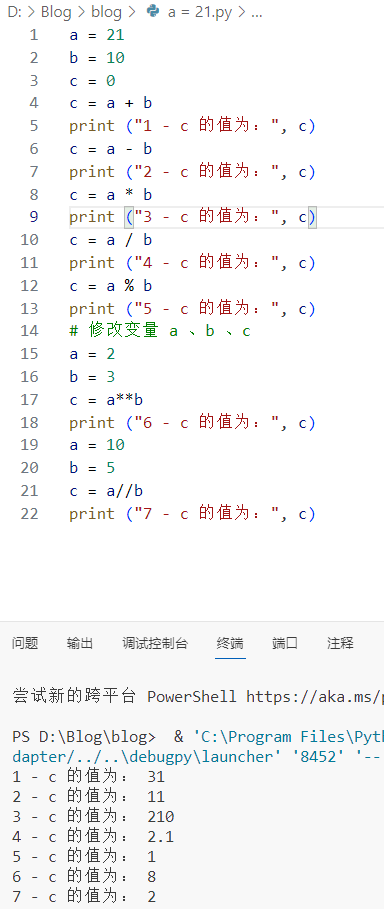 D: > Blog > blog > a = 21.py > ...
1 a = 21
2 b = 10
3 c = 0
4 c = a + b
5 print ("1 - c 的值为：", c)
6 c = a - b
7 print ("2 - c 的值为：", c)
8 c = a * b
9 print ("3 - c 的值为：", c)
10 c = a / b
11 print ("4 - c 的值为：", c)
12 c = a % b
13 print ("5 - c 的值为：", c)
14 # 修改变量 a 、b 、c
15 a = 2
16 b = 3
17 c = a**b
18 print ("6 - c 的值为：", c)
19 a = 10
20 b = 5
21 c = a//b
22 print ("7 - c 的值为：", c)
问题 输出 调试控制台 终端 端口 注释
尝试新的跨平台 PowerShell https://aka.ms/p
PS D:\Blog\blog> & 'C:\Program Files\Pyth
dapter/../..\debugpy\launcher' '8452' '--
1 - c 的值为： 31
2 - c 的值为： 11
3 - c 的值为： 210
4 - c 的值为： 2.1
5 - c 的值为： 1
6 - c 的值为： 8
7 - c 的值为： 2